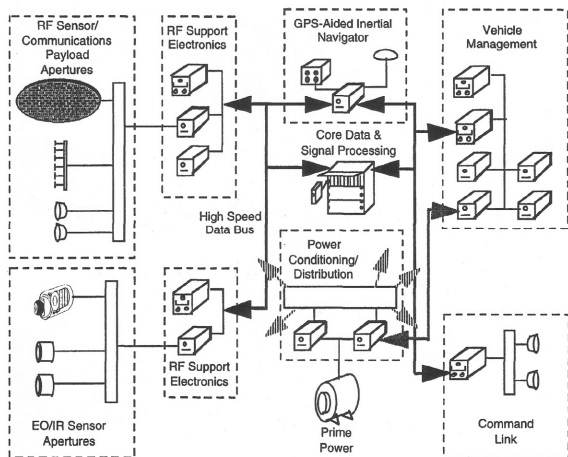 RF Sensor/
Communications
Payload
Apertures
RF Support
Electronics
GPS-Aided Inertial
Navigator
Vehicle
Management
Core Data &
Signal Processing
High Speed
Data Bus
Power
Conditioning/
Distribution/
RF Support
Electronics
EO/IR Sensor
Apertures
Prime
Power
Command
Link